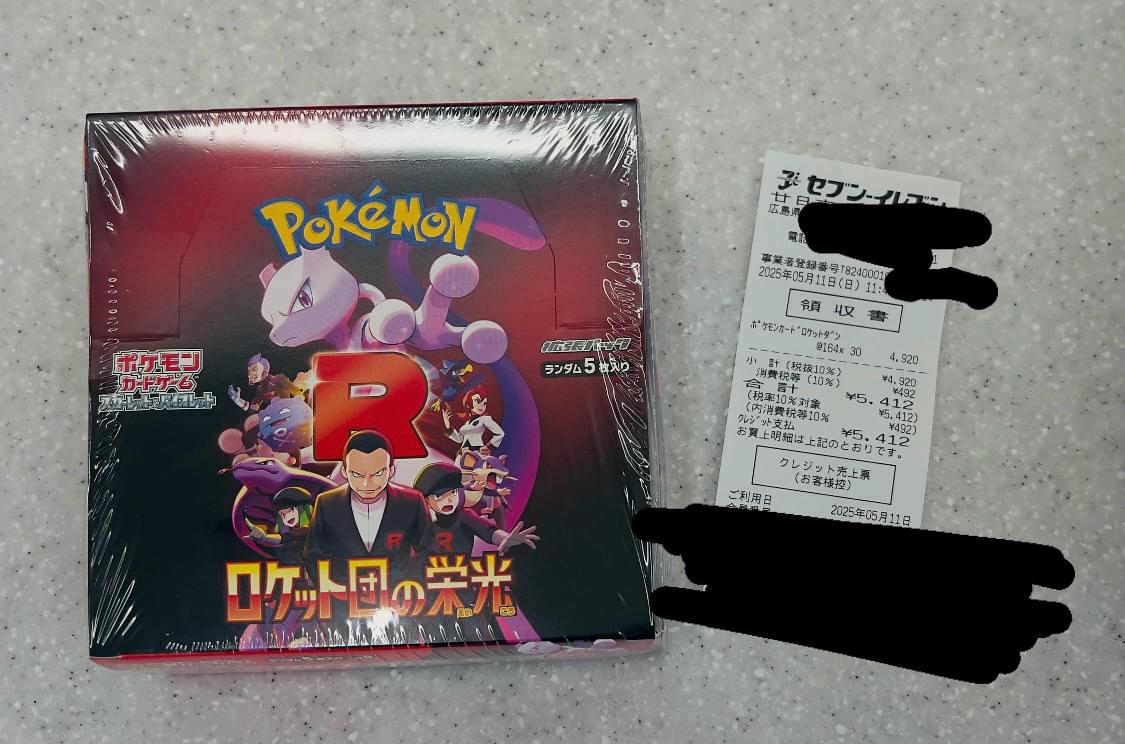 POKÉMON
ポケモン
カードゲーム
スカーレット&バイオレット
拡張パック
ランダム5枚入り
R
R
R
ロケット団の栄光
えい こう
セブン-イレブン
広島県
電話
事業者登録番号T8240001
2025年05月11日(日) 11:4
領収書
ポケモンカードロケットダン
@164x 30 4,920
小 計(税抜10%) ¥4,920
消費税等(10%) ¥492
合 計 ¥5,412
(税率10%対象 ¥5,412)
(内消費税等10% ¥492)
クレジット支払 ¥5,412
お買上明細は上記のとおりです。
クレジット売上票
(お客様控)
ご利用日 2025年05月11日